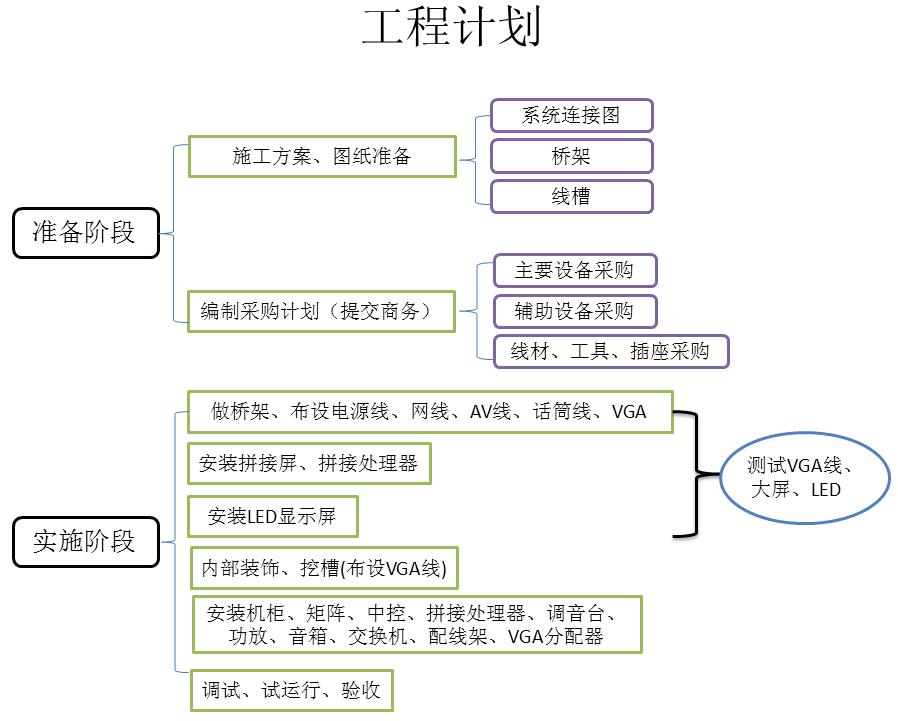 工程计划
准备阶段
施工方案、图纸准备
系统连接图
桥架
线槽
编制采购计划（提交商务）
主要设备采购
辅助设备采购
线材、工具、插座采购
实施阶段
做桥架、布设电源线、网线、AV线、话筒线、VGA
安装拼接屏、拼接处理器
安装LED显示屏
测试VGA线、
大屏、LED
内部装饰、挖槽(布设VGA线)
安装机柜、矩阵、中控、拼接处理器、调音台、
功放、音箱、交换机、配线架、VGA分配器
调试、试运行、验收